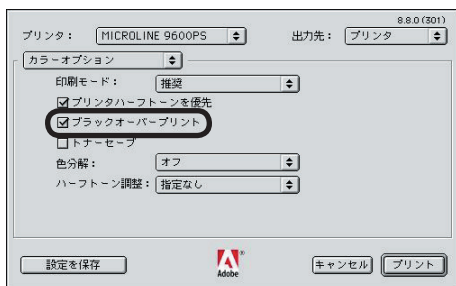 8.8.0 (301)
プリンタ： MICROLINE 9600PS 出力先： プリンタ
カラーオプション
印刷モード： 推奨
プリンタハーフトーンを優先
ブラックオーバープリント
トナーセーブ
色分解： オフ
ハーフトーン調整： 指定なし
設定を保存 Adobe キャンセル プリント